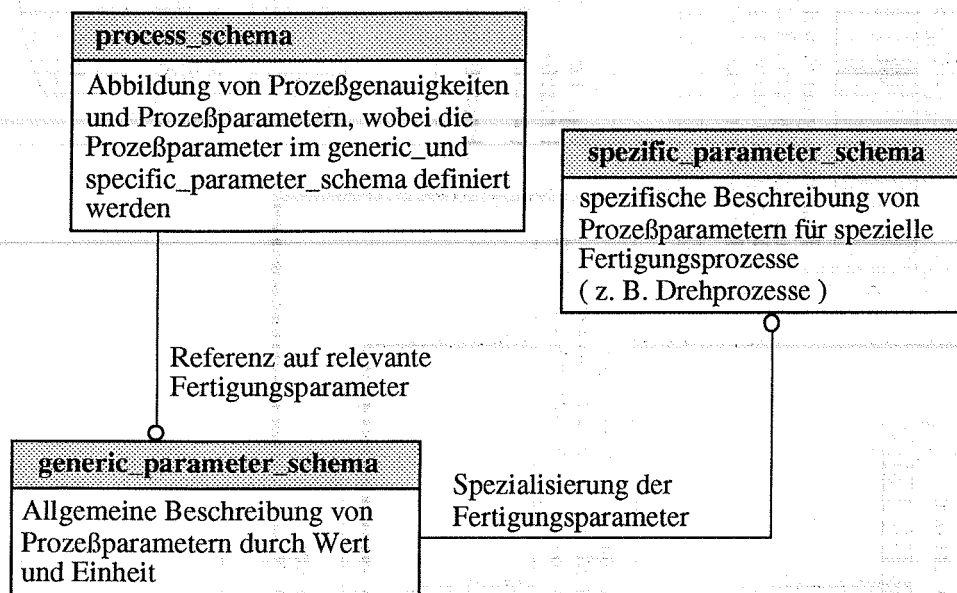 process_schema
Abbildung von Prozeßgenauigkeiten
und Prozeßparametern, wobei die
Prozeßparameter im generic_und
specific_parameter_schema definiert
werden
spezific_parameter_schema
spezifische Beschreibung von
Prozeßparametern für spezielle
Fertigungsprozesse
( z. B. Drehprozesse )
Referenz auf relevante
Fertigungsparameter
generic_parameter_schema
Allgemeine Beschreibung von
Prozeßparametern durch Wert
und Einheit
Spezialisierung der
Fertigungsparameter